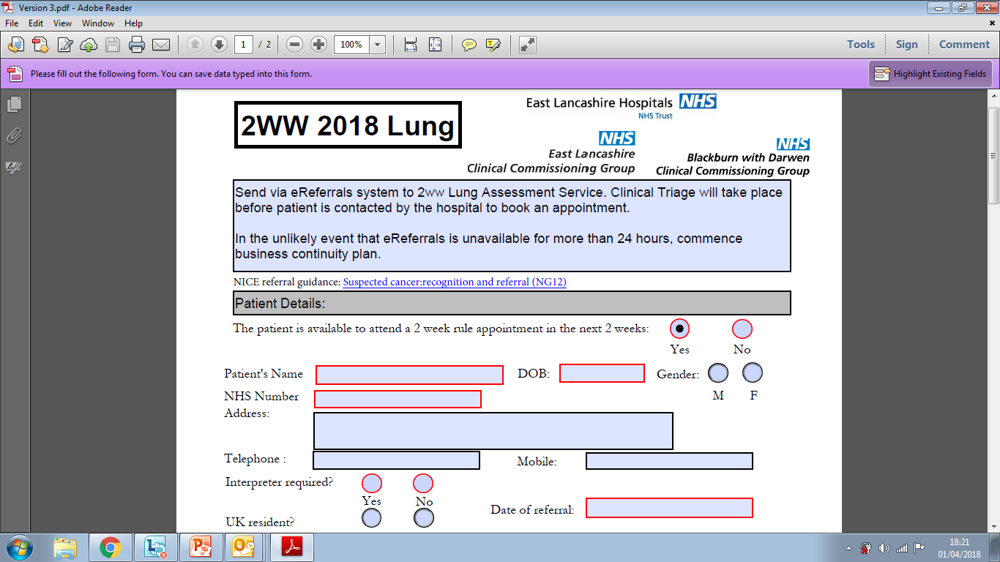 Version 3.pdf - Adobe Reader
File Edit View Window Help
1 / 2 100% Tools Sign Comment
Please fill out the following form. You can save data typed into this form. Highlight Existing Fields
2WW 2018 Lung
East Lancashire Hospitals NHS
NHS Trust
NHS
East Lancashire
Clinical Commissioning Group
NHS
Blackburn with Darwen
Clinical Commissioning Group
Send via eReferrals system to 2ww Lung Assessment Service. Clinical Triage will take place
before patient is contacted by the hospital to book an appointment.
In the unlikely event that eReferrals is unavailable for more than 24 hours, commence
business continuity plan.
NICE referral guidance: Suspected cancer:recognition and referral (NG12)
Patient Details:
The patient is available to attend a 2 week rule appointment in the next 2 weeks:
Yes No
Patient's Name DOB: Gender:
M F
NHS Number
Address:
Telephone : Mobile:
Interpreter required?
Yes No
Date of referral:
UK resident?
18:21
01/04/2018